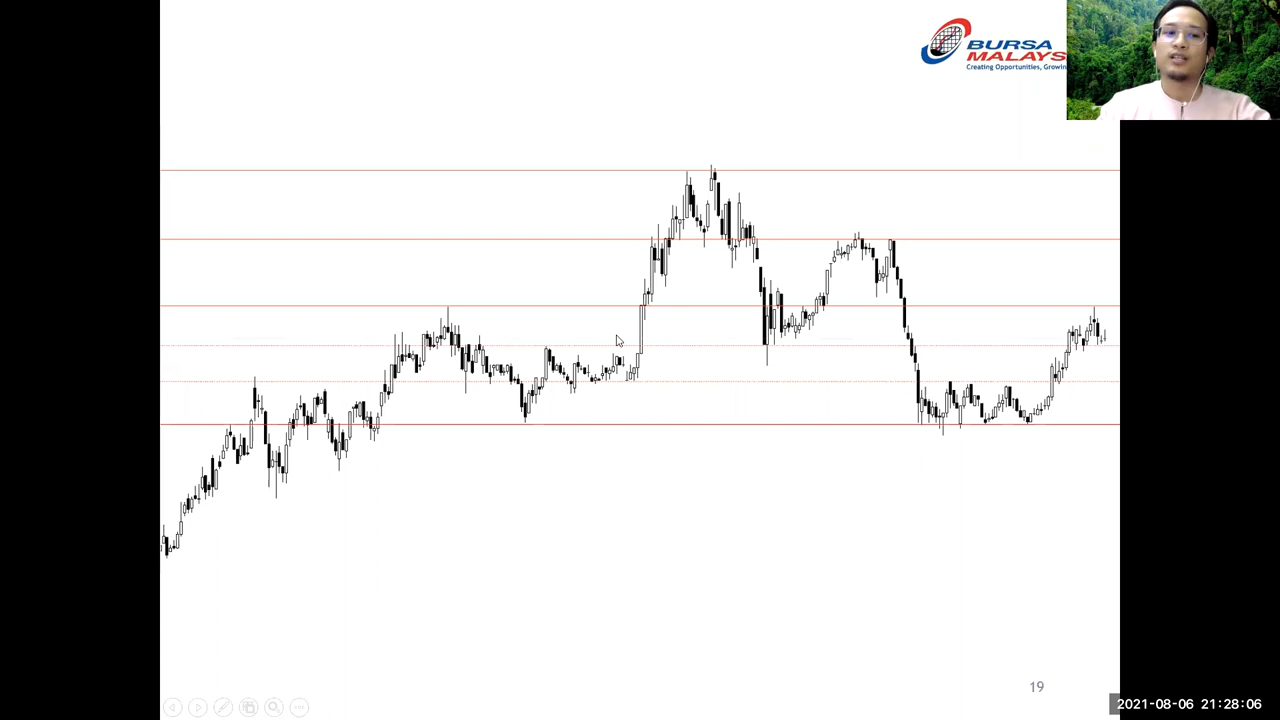 BURSA
MALAYS
Creating Opportunities, Growin
19
2021-08-06 21:28:06